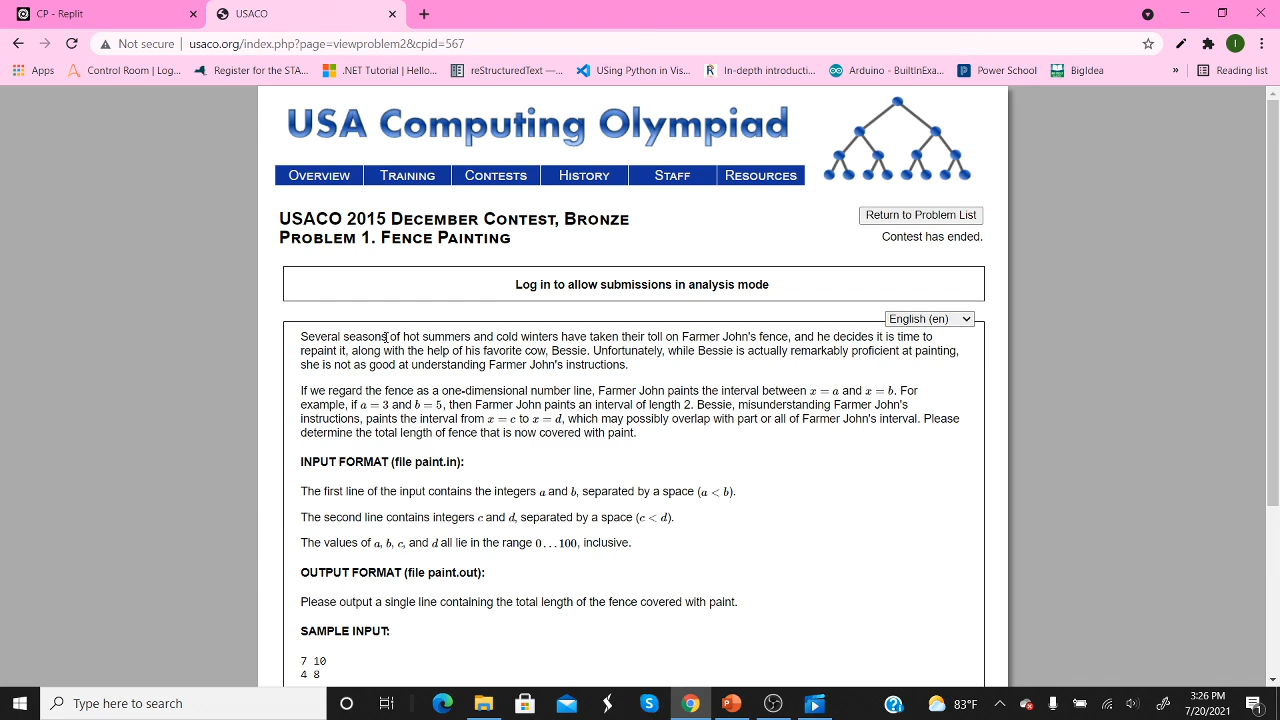 CP - Replit
USACO
Not secure | usaco.org/index.php?page=viewproblem2&cpid=567
Apps
Control Room | Log...
Register for the STA...
.NET Tutorial | Hello...
reStructuredText —...
USing Python in Vis...
In-depth Introducti...
Arduino - BuiltInExa...
Power School
BigIdea
»
Reading list
USA Computing Olympiad
OVERVIEW TRAINING CONTESTS HISTORY STAFF RESOURCES
USACO 2015 DECEMBER CONTEST, BRONZE
PROBLEM 1. FENCE PAINTING
Return to Problem List
Contest has ended.
Log in to allow submissions in analysis mode
English (en)
Several seasons of hot summers and cold winters have taken their toll on Farmer John's fence, and he decides it is time to
repaint it, along with the help of his favorite cow, Bessie. Unfortunately, while Bessie is actually remarkably proficient at painting,
she is not as good at understanding Farmer John's instructions.
If we regard the fence as a one-dimensional number line, Farmer John paints the interval between x = a and x = b. For
example, if a = 3 and b = 5, then Farmer John paints an interval of length 2. Bessie, misunderstanding Farmer John's
instructions, paints the interval from x = c to x = d, which may possibly overlap with part or all of Farmer John's interval. Please
determine the total length of fence that is now covered with paint.
INPUT FORMAT (file paint.in):
The first line of the input contains the integers a and b, separated by a space (a < b).
The second line contains integers c and d, separated by a space (c < d).
The values of a, b, c, and d all lie in the range 0...100, inclusive.
OUTPUT FORMAT (file paint.out):
Please output a single line containing the total length of the fence covered with paint.
SAMPLE INPUT:
7 10
4 8
Type here to search
83°F
3:26 PM
7/20/2021